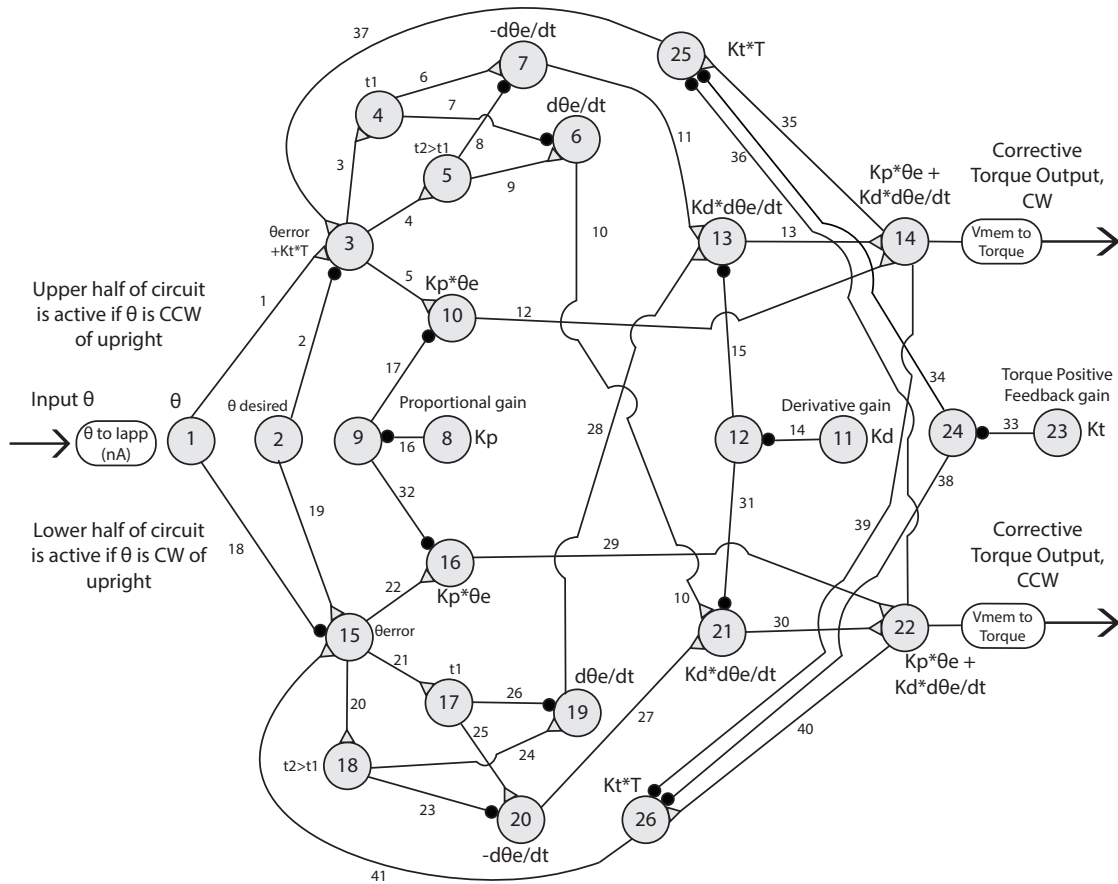 37
-dθe/dt
7
25
Kt*T
t1
6
4
7
dθe/dt
6
3
t2>t1
8
5
9
11
35
36
Kp*θe +
Kd*dθe/dt
Corrective
Torque Output,
CW
4
10
Kd*dθe/dt
θerror
+Kt*T
3
13
13
14
Vmem to
Torque
Upper half of circuit
is active if θ is CCW
of upright
1
5
Kp*θe
10
12
2
17
15
34
Input θ
θ to Iapp
(nA)
θ
1
θ desired
2
9
Proportional gain
16
8
Kp
28
12
Derivative gain
14
11
Kd
24
Torque Positive
Feedback gain
33
23
Kt
32
31
38
19
Lower half of circuit
is active if θ is CW of
upright
18
39
29
Corrective
Torque Output,
CCW
16
22
Kp*θe
10
15
θerror
21
30
22
Vmem to
Torque
Kd*dθe/dt
Kp*θe +
Kd*dθe/dt
21
t1
17
26
dθe/dt
19
20
25
27
40
t2>t1
18
24
23
20
-dθe/dt
Kt*T
26
41